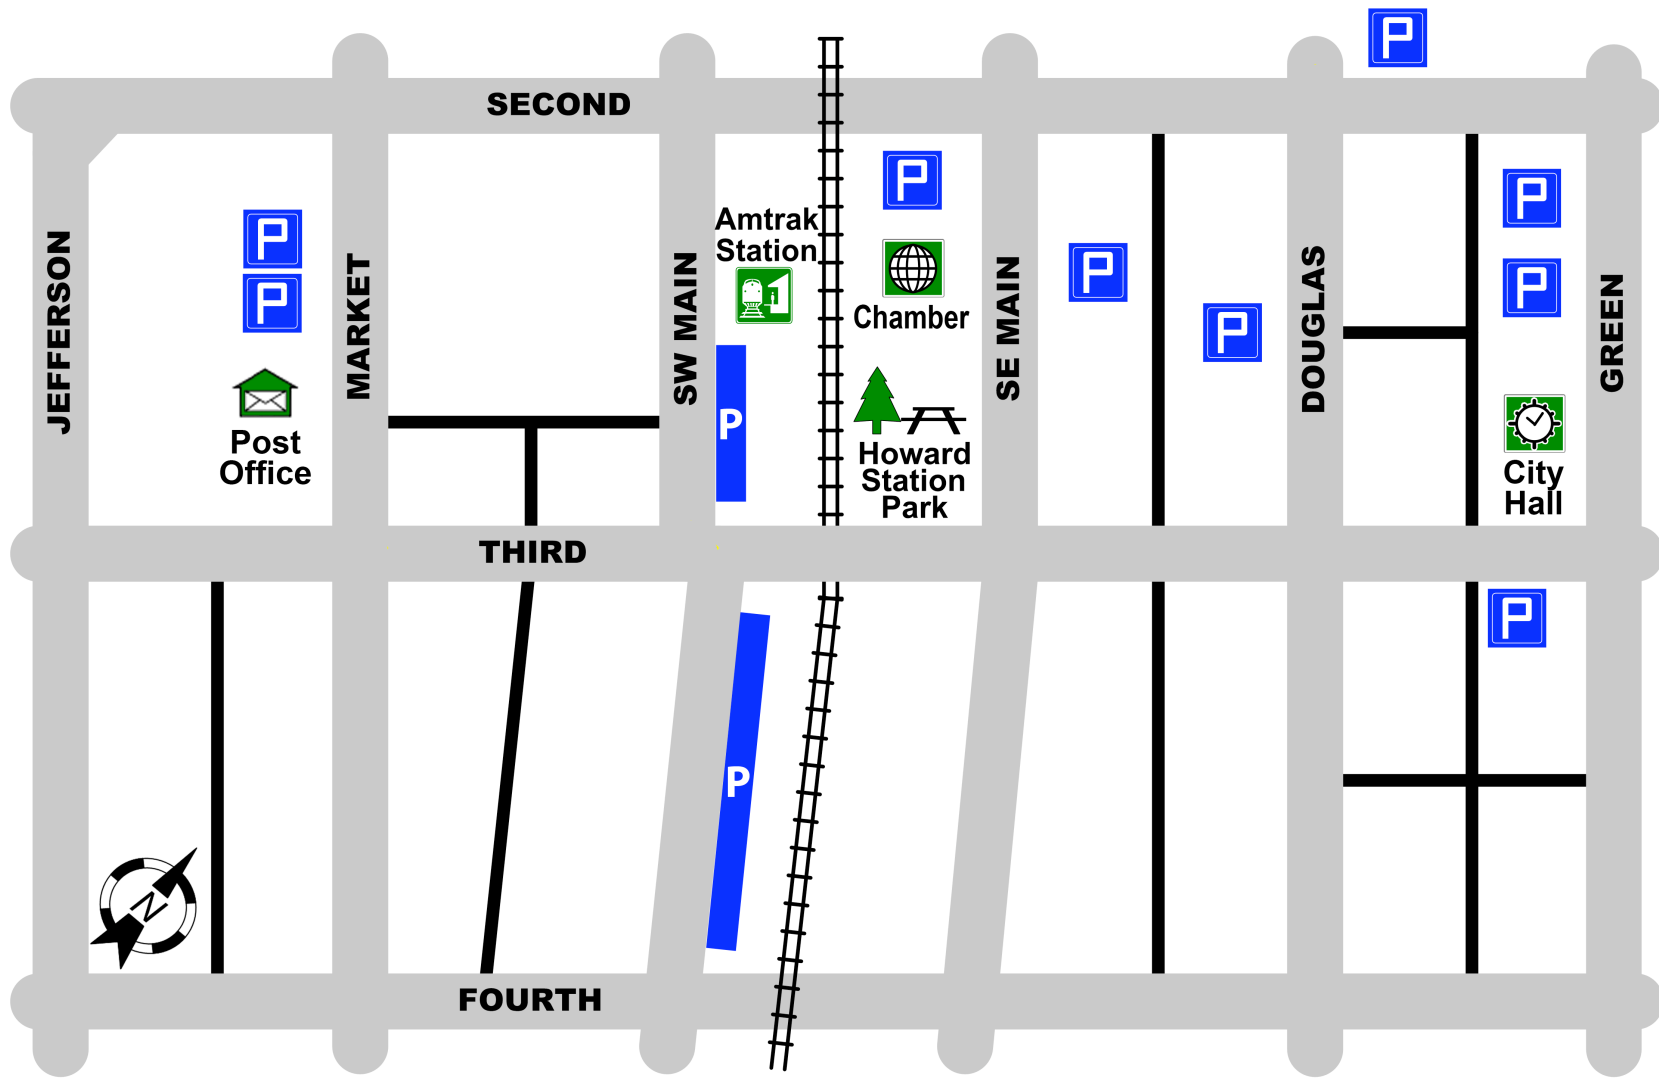 P
SECOND
P
P
P
Amtrak
Station
P
P
P
P
P
Chamber
JEFFERSON
MARKET
SW MAIN
SE MAIN
DOUGLAS
GREEN
P
Post
Office
Howard
Station
Park
City
Hall
THIRD
P
P
N
FOURTH